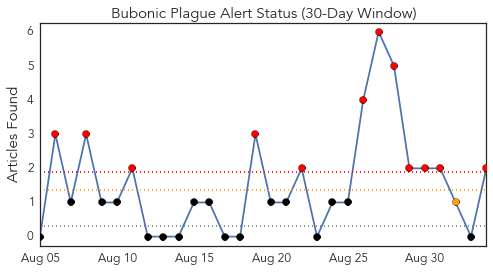 Bubonic Plague Alert Status (30-Day Window)
Articles Found
6
5
4
3
2
1
0
Aug 05
Aug 10
Aug 15
Aug 20
Aug 25
Aug 30